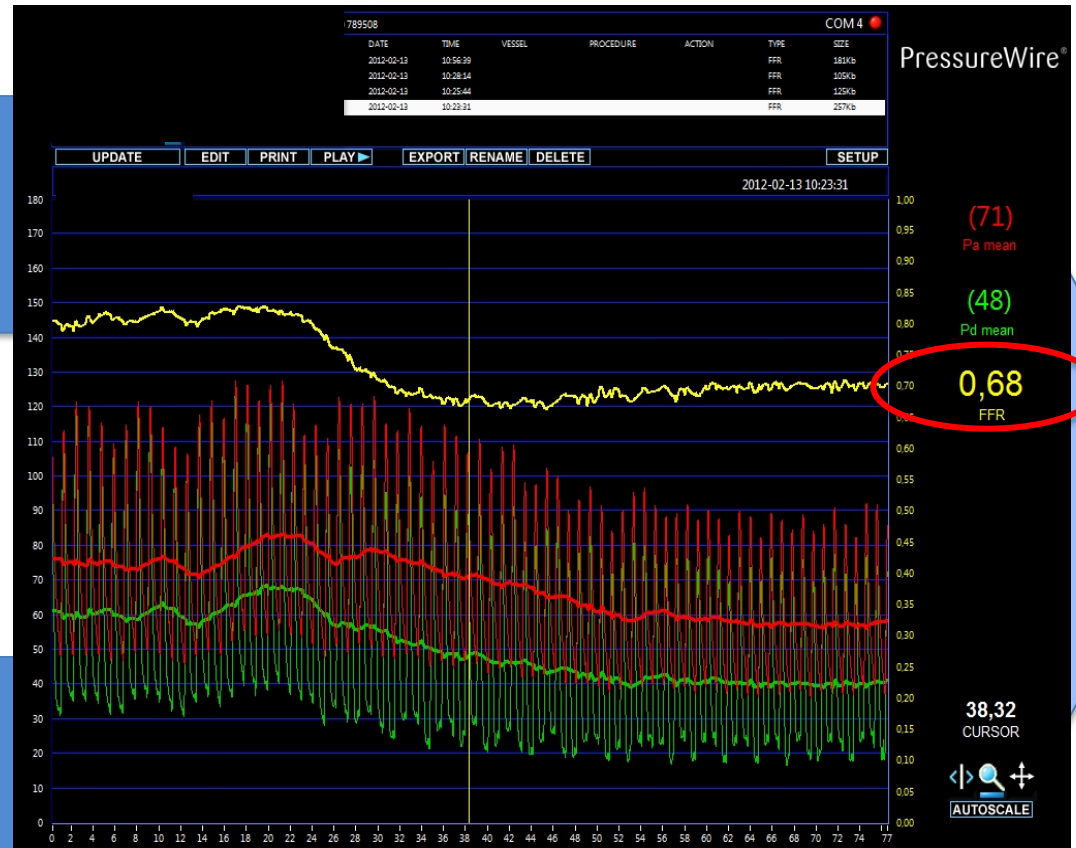 789508 COM 4
PressureWire®
DATE TIME VESSEL PROCEDURE ACTION TYPE SIZE
2012-02-13 10:56:39 FFR 181Kb
2012-02-13 10:28:14 FFR 105Kb
2012-02-13 10:25:44 FFR 125Kb
2012-02-13 10:23:31 FFR 257Kb
UPDATE EDIT PRINT PLAY EXPORT RENAME DELETE SETUP
2012-02-13 10:23:31
180 1,00
170 0,95
160 0,90
150 0,85
140 0,80
130
120 0,70
110
100 0,60
90 0,55
80 0,50
70 0,45
60 0,40
50 0,35
40 0,30
30 0,25
20 0,20
10 0,15
0 0,10
0,05
0,00
(71)
Pa mean
(48)
Pd mean
0,68
FFR
38,32
CURSOR
AUTOSCALE
0 2 4 6 8 10 12 14 16 18 20 22 24 26 28 30 32 34 36 38 40 42 44 46 48 50 52 54 56 58 60 62 64 66 68 70 72 74 77